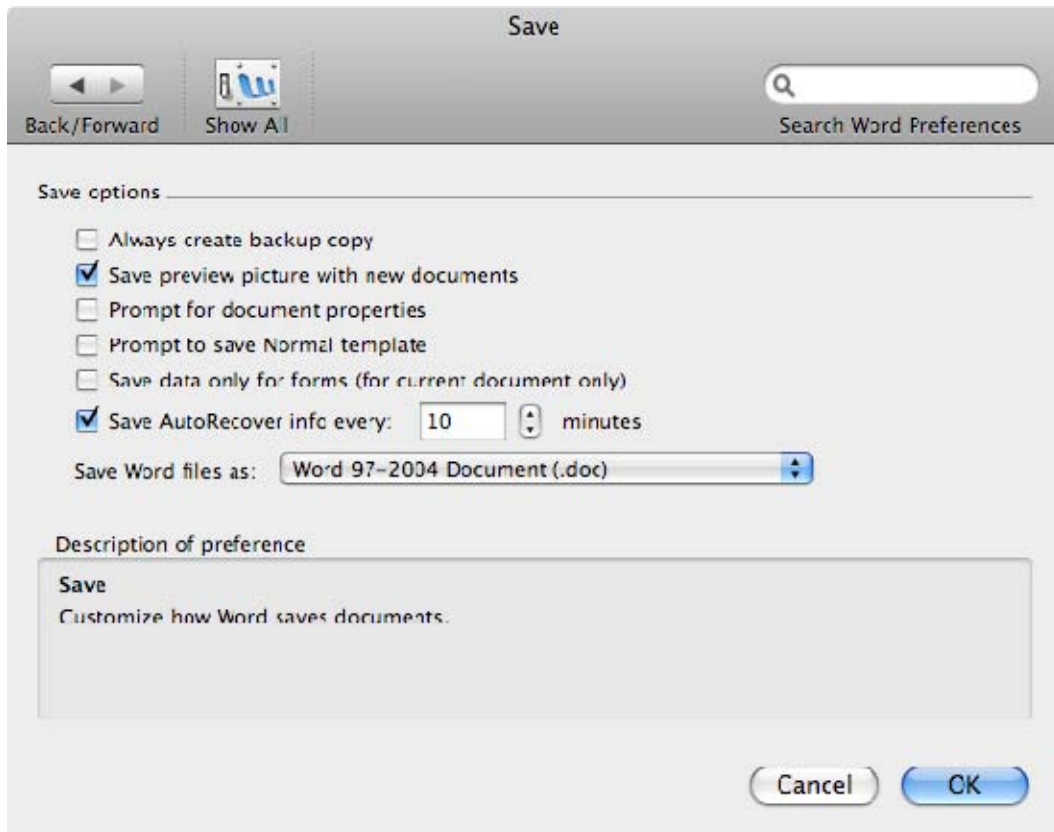 Save
Back/Forward
Show All
Search Word Preferences
Save options
Always create backup copy
Save preview picture with new documents
Prompt for document properties
Prompt to save Normal template
Save data only for forms (for current document only)
Save AutoRecover info every: 10 minutes
Save Word files as: Word 97-2004 Document (.doc)
Description of preference
Save
Customize how Word saves documents.
Cancel OK